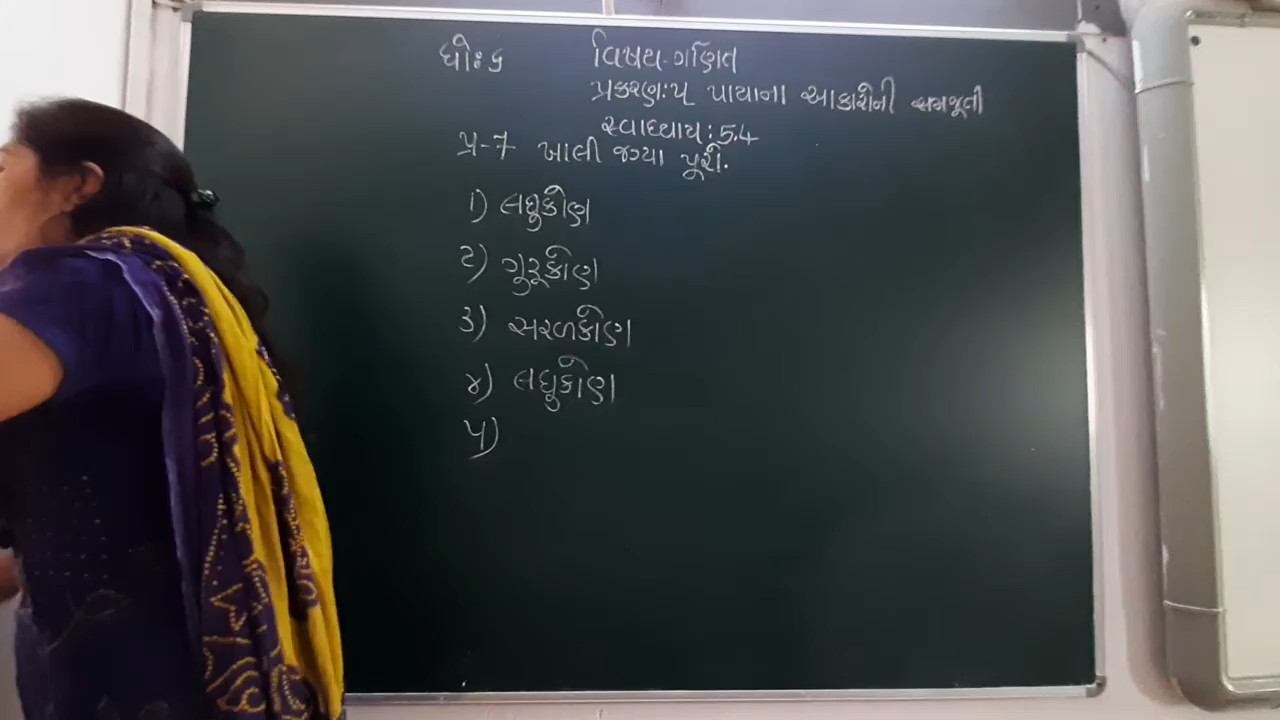 ધોઃ૬ વિષય-ગણિત
પ્રકરણઃ૫ પાયાના આકારોની સમજૂતી
સ્વાધ્યાય:5.4
પ્ર-7 ખાલી જગ્યા પૂરો.
૧) લઘુકોણ
૨) ગુરૂકોણ
૩) સરળકોણ
૪) લઘુકોણ
૫)